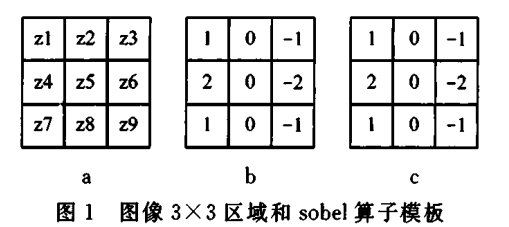 z1 z2 z3 1 0 -1 1 0 -1
z4 z5 z6 2 0 -2 2 0 -2
z7 z8 z9 1 0 -1 1 0 -1
a b c
图 1 图像 3×3 区域和 sobel 算子模板